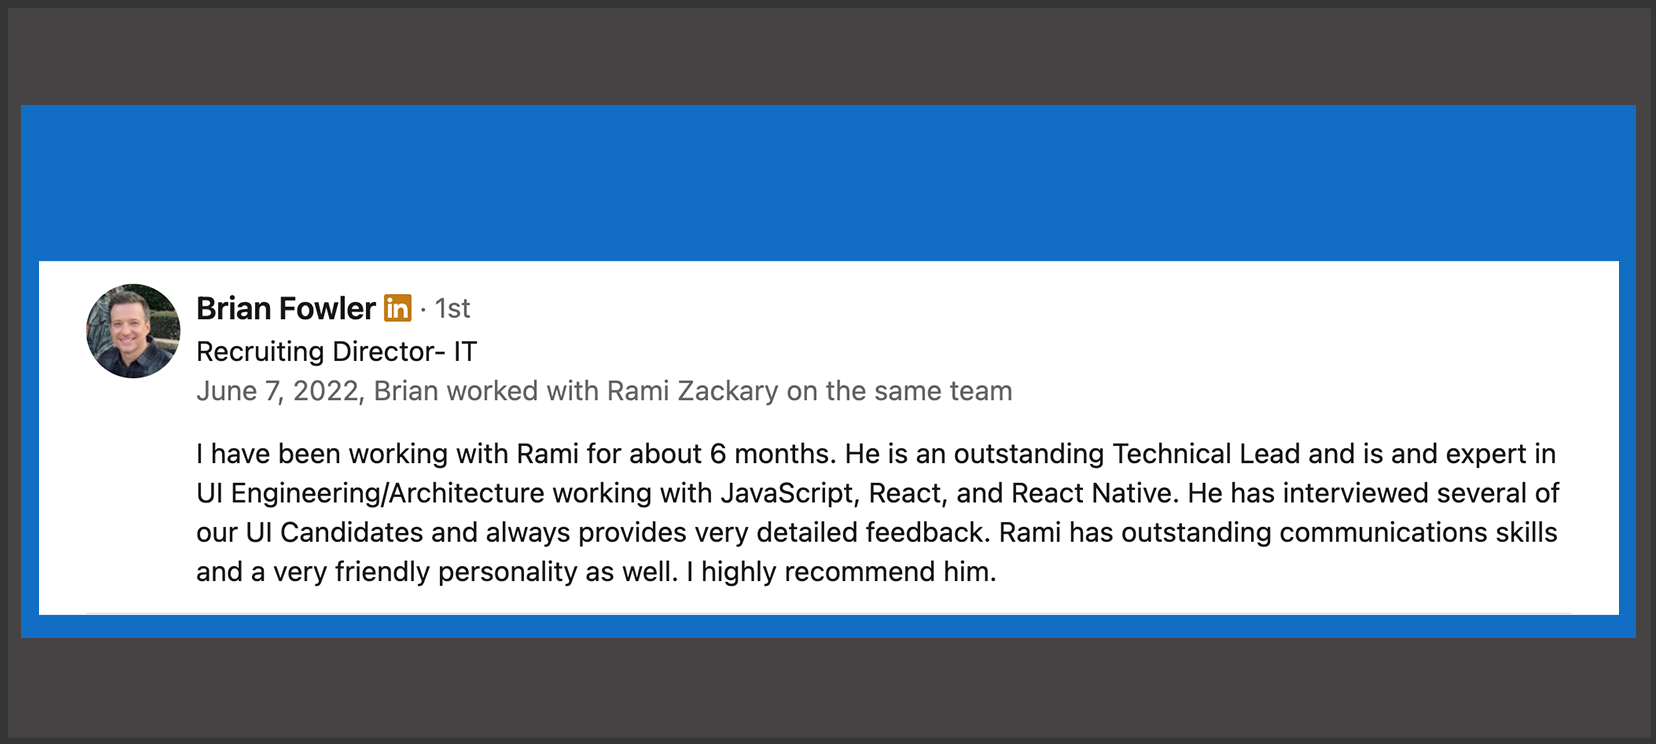 Brian Fowler in · 1st
Recruiting Director- IT
June 7, 2022, Brian worked with Rami Zackary on the same team
I have been working with Rami for about 6 months. He is an outstanding Technical Lead and is and expert in
UI Engineering/Architecture working with JavaScript, React, and React Native. He has interviewed several of
our UI Candidates and always provides very detailed feedback. Rami has outstanding communications skills
and a very friendly personality as well. I highly recommend him.